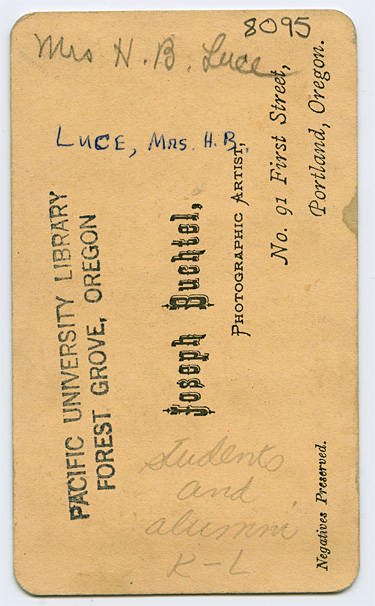 8095
Mrs H. B. Luce
LUCE, MRS. H.B.
PACIFIC UNIVERSITY LIBRARY
FOREST GROVE, OREGON
Joseph Buchtel,
PHOTOGRAPHIC ARTIST,
No. 91 First Street,
Portland, Oregon.
Negatives Preserved.
students
and
alumni
K-L